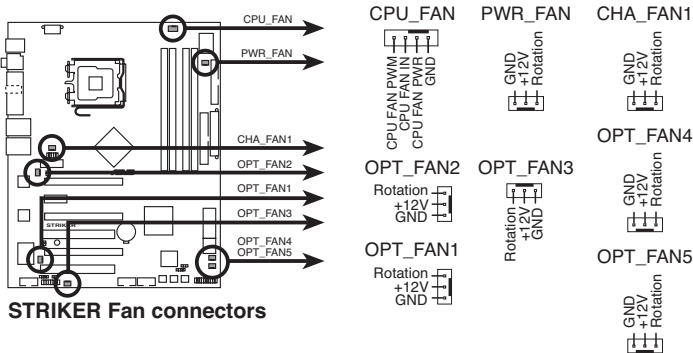 CPU_FAN
PWR_FAN
CHA_FAN1
OPT_FAN2
OPT_FAN1
OPT_FAN3
OPT_FAN4
OPT_FAN5
STRIKER
STRIKER Fan connectors
CPU_FAN
CPU FAN PWM
CPU FAN IN
CPU FAN PWR
GND
PWR_FAN
GND
+12V
Rotation
CHA_FAN1
GND
+12V
Rotation
OPT_FAN2
Rotation
+12V
GND
OPT_FAN3
Rotation
+12V
GND
OPT_FAN4
GND
+12V
Rotation
OPT_FAN1
Rotation
+12V
GND
OPT_FAN5
GND
+12V
Rotation